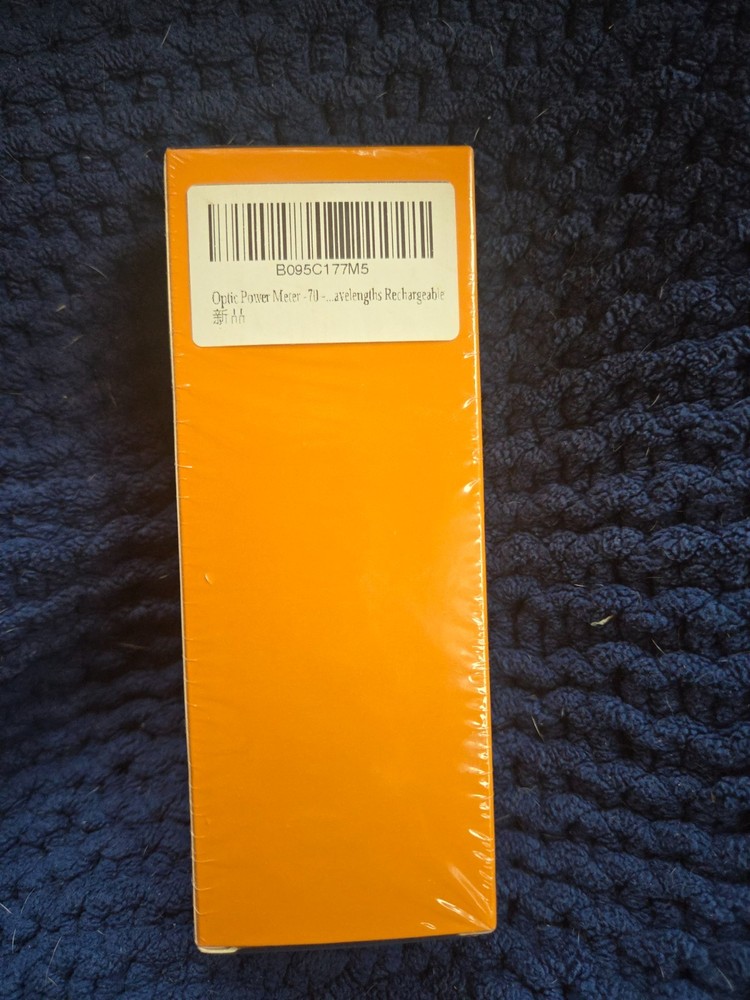 B095C177M5
Optic Power Meter -70 -...avelengths Rechargeable
新品